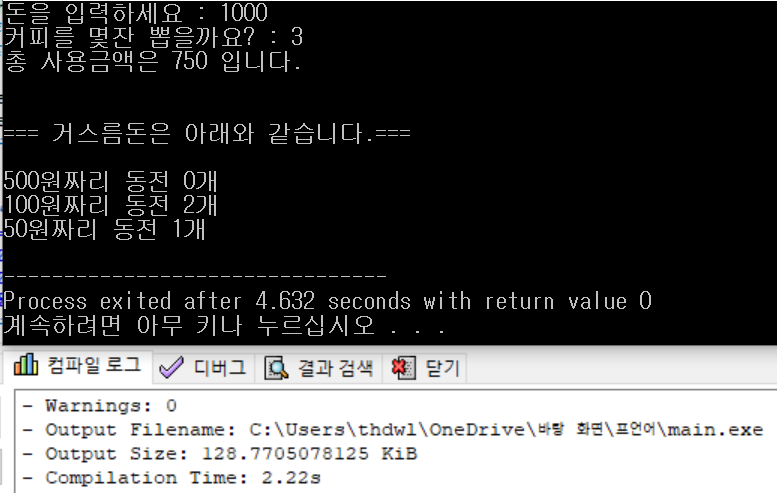 돈을 입력하세요 : 1000
커피를 몇잔 뽑을까요? : 3
총 사용금액은 750 입니다.
=== 거스름돈은 아래와 같습니다.===
500원짜리 동전 0개
100원짜리 동전 2개
50원짜리 동전 1개
--------------------------------
Process exited after 4.632 seconds with return value 0
계속하려면 아무 키나 누르십시오 . . .
컴파일 로그 디버그 결과 검색 닫기
- Warnings: 0
- Output Filename: C:\Users\thdwl\OneDrive\바탕 화면\프언어\main.exe
- Output Size: 128.7705078125 KiB
- Compilation Time: 2.22s